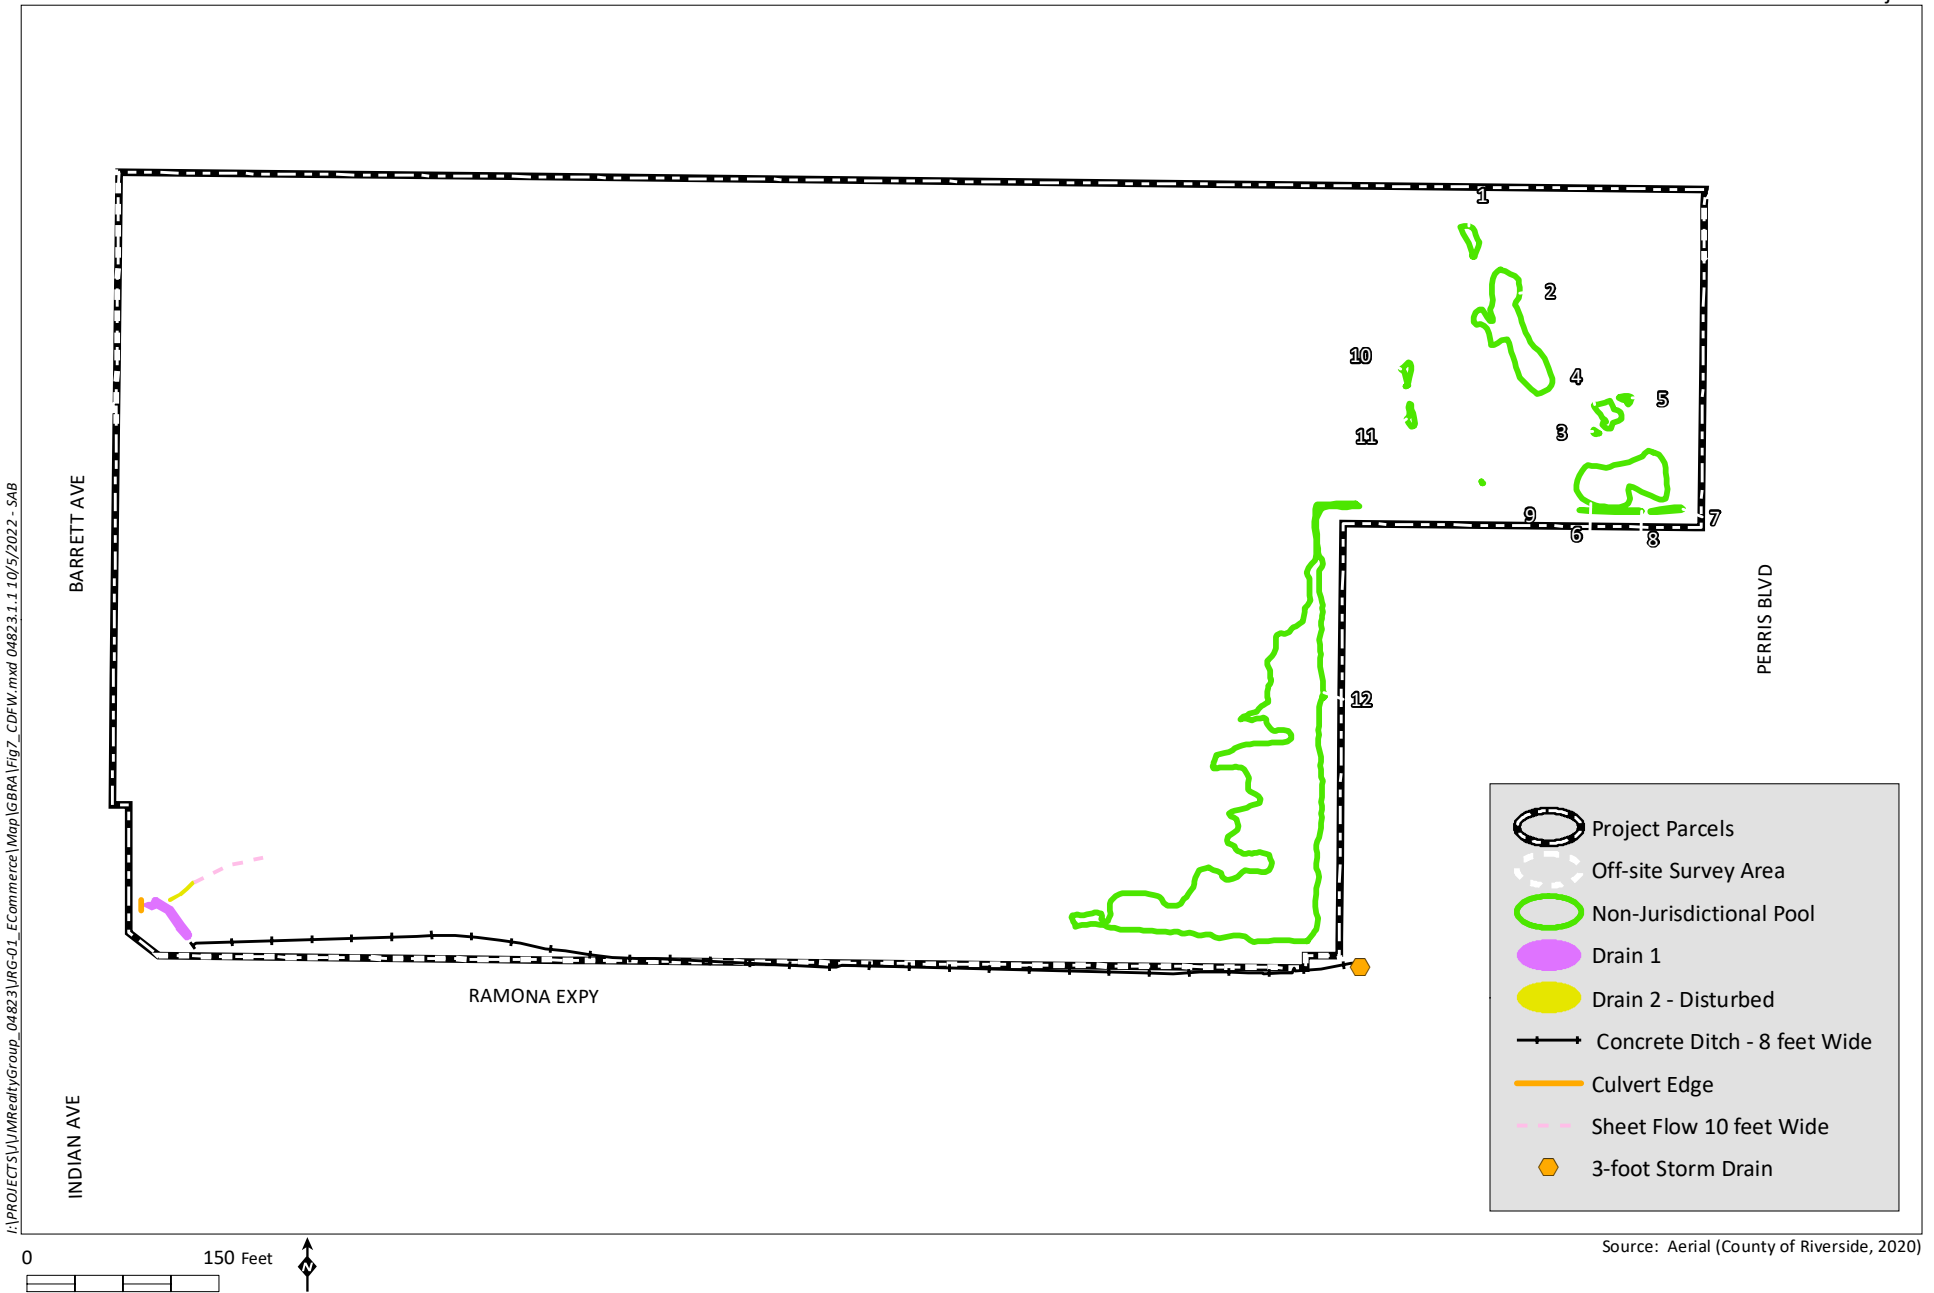 1
2
10
4
5
3
11
9
7
6
8
12
BARRETT AVE
PERRIS BLVD
RAMONA EXPY
INDIAN AVE
I:\PROJECTS\J\JMRealtyGroup_04823\JRG-01_ECommerce\Map\GBRA\Fig7_CDFW.mxd 04823.1.1 10/5/2022 - SAB
Project Parcels
Off-site Survey Area
Non-Jurisdictional Pool
Drain 1
Drain 2 - Disturbed
Concrete Ditch - 8 feet Wide
Culvert Edge
Sheet Flow 10 feet Wide
3-foot Storm Drain
0 150 Feet
N
Source: Aerial (County of Riverside, 2020)